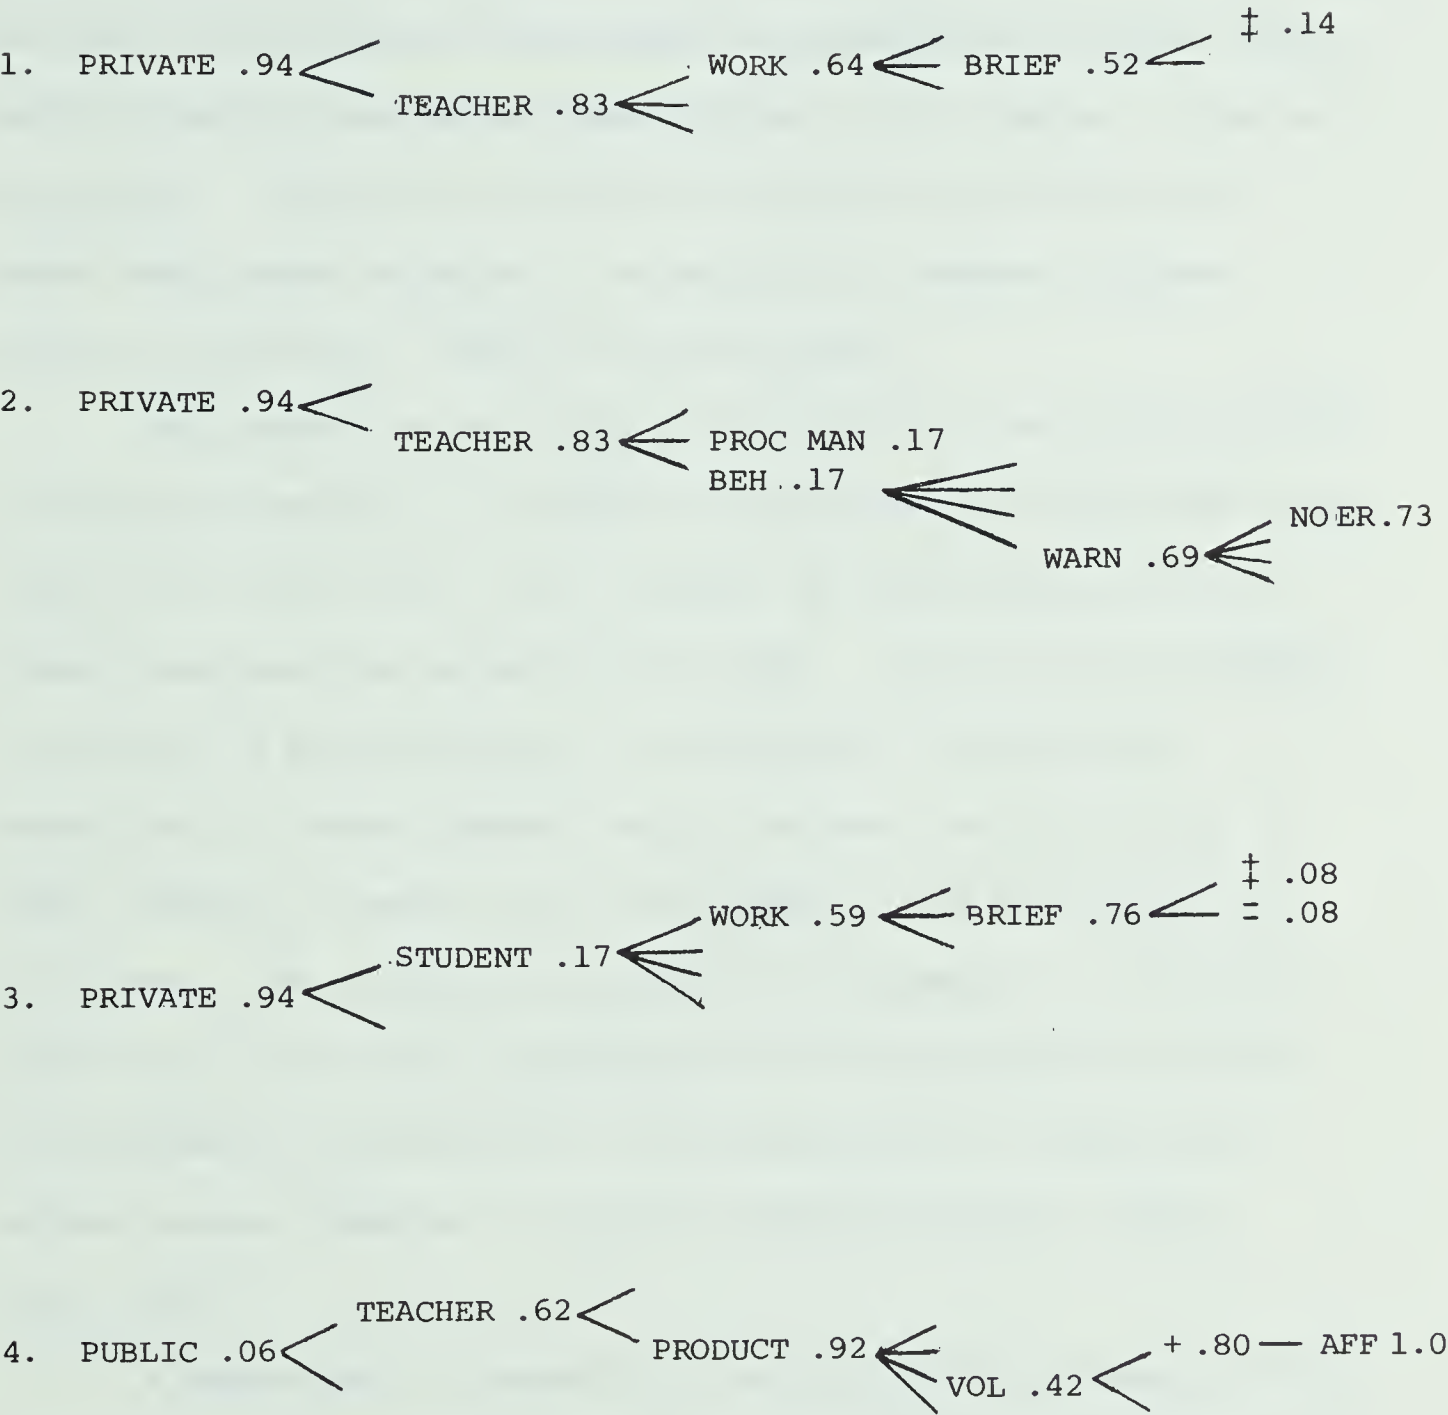 ‡ .14
1. PRIVATE .94 WORK .64 BRIEF .52
TEACHER .83
2. PRIVATE .94
TEACHER .83 PROC MAN .17
BEH .17
NO ER .73
WARN .69
‡ .08
WORK .59 BRIEF .76 = .08
STUDENT .17
3. PRIVATE .94
TEACHER .62
4. PUBLIC .06 PRODUCT .92 + .80 — AFF 1.0
VOL .42